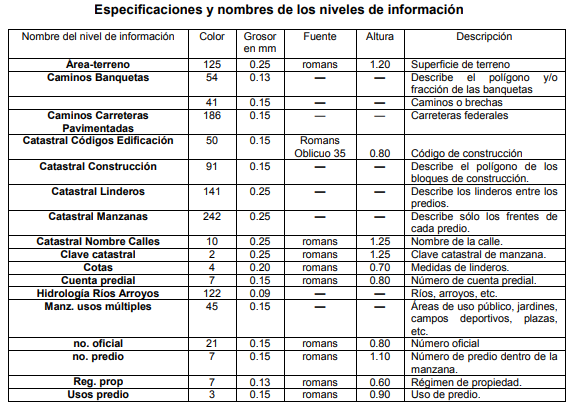 Especificaciones y nombres de los niveles de información
Nombre del nivel de información Color Grosor en mm Fuente Altura Descripción
Área-terreno 125 0.25 romans 1.20 Superficie de terreno
Caminos Banquetas 54 0.13 — — Describe el polígono y/o
fracción de las banquetas
41 0.15 — — Caminos o brechas
Caminos Carreteras 186 0.15 — — Carreteras federales
Pavimentadas
Catastral Códigos Edificación 50 0.15 Romans
Oblicuo 35 0.80 Código de construcción
Catastral Construcción 91 0.15 — — Describe el polígono de los
bloques de construcción.
Catastral Linderos 141 0.25 — — Describe los linderos entre los
predios.
Catastral Manzanas 242 0.25 — — Describe sólo los frentes de
cada predio.
Catastral Nombre Calles 10 0.25 romans 1.25 Nombre de la calle.
Clave catastral 2 0.25 romans 1.25 Clave catastral de manzana.
Cotas 4 0.20 romans 0.70 Medidas de linderos.
Cuenta predial 7 0.15 romans 0.80 Número de cuenta predial.
Hidrología Ríos Arroyos 122 0.09 — — Ríos, arroyos, etc.
Manz. usos múltiples 45 0.15 — — Áreas de uso público, jardines,
campos deportivos, plazas,
etc.
no. oficial 21 0.15 romans 0.80 Número oficial
no. predio 7 0.15 romans 1.10 Número de predio dentro de la
manzana.
Reg. prop 7 0.13 romans 0.60 Régimen de propiedad.
Usos predio 3 0.15 romans 0.90 Uso de predio.